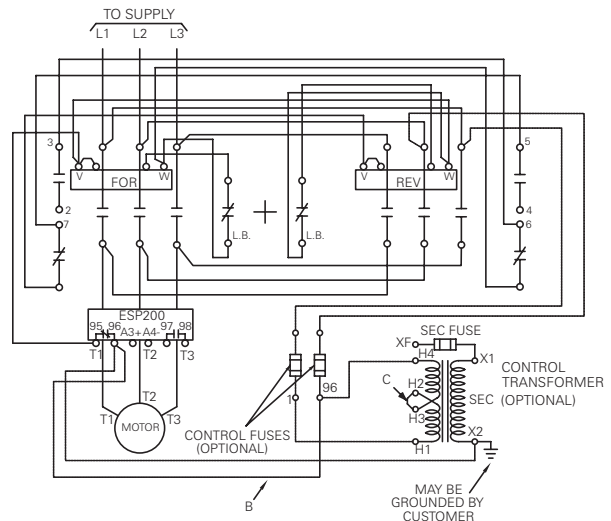 TO SUPPLY
L1 L2 L3
3
5
V W
FOR
V W
REV
2
7
L.B.
L.B.
4
6
ESP200
95 96 A3+ A4- 97 98
T1 T2 T3
T2
T1 T3
MOTOR
XF
SEC FUSE
H4
X1
CONTROL
TRANSFORMER
(OPTIONAL)
C
H2
SEC
H3
1
96
CONTROL FUSES
(OPTIONAL)
H1
X2
MAY BE
GROUNDED BY
CUSTOMER
B